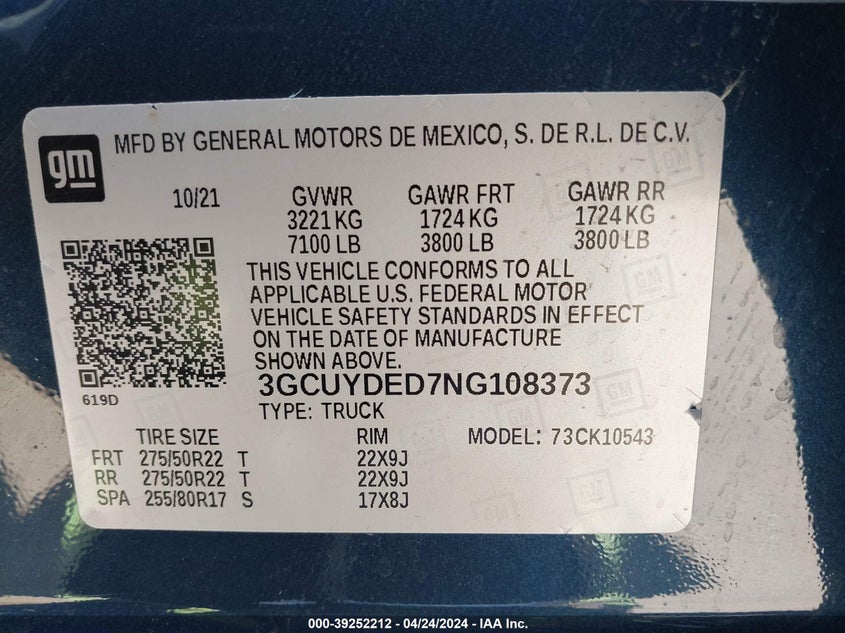 gm
MFD BY GENERAL MOTORS DE MEXICO, S. DE R.L. DE C.V.
10/21 GVWR GAWR FRT GAWR RR
3221 KG 1724 KG 1724 KG
7100 LB 3800 LB 3800 LB
THIS VEHICLE CONFORMS TO ALL
APPLICABLE U.S. FEDERAL MOTOR
VEHICLE SAFETY STANDARDS IN EFFECT
ON THE DATE OF MANUFACTURE
SHOWN ABOVE.
3GCUYDED7NG108373
619D
TYPE: TRUCK
TIRE SIZE RIM MODEL: 73CK10543
FRT 275/50R22 T 22X9J
RR 275/50R22 T 22X9J
SPA 255/80R17 S 17X8J
000-39252212 - 04/24/2024 - IAA Inc.